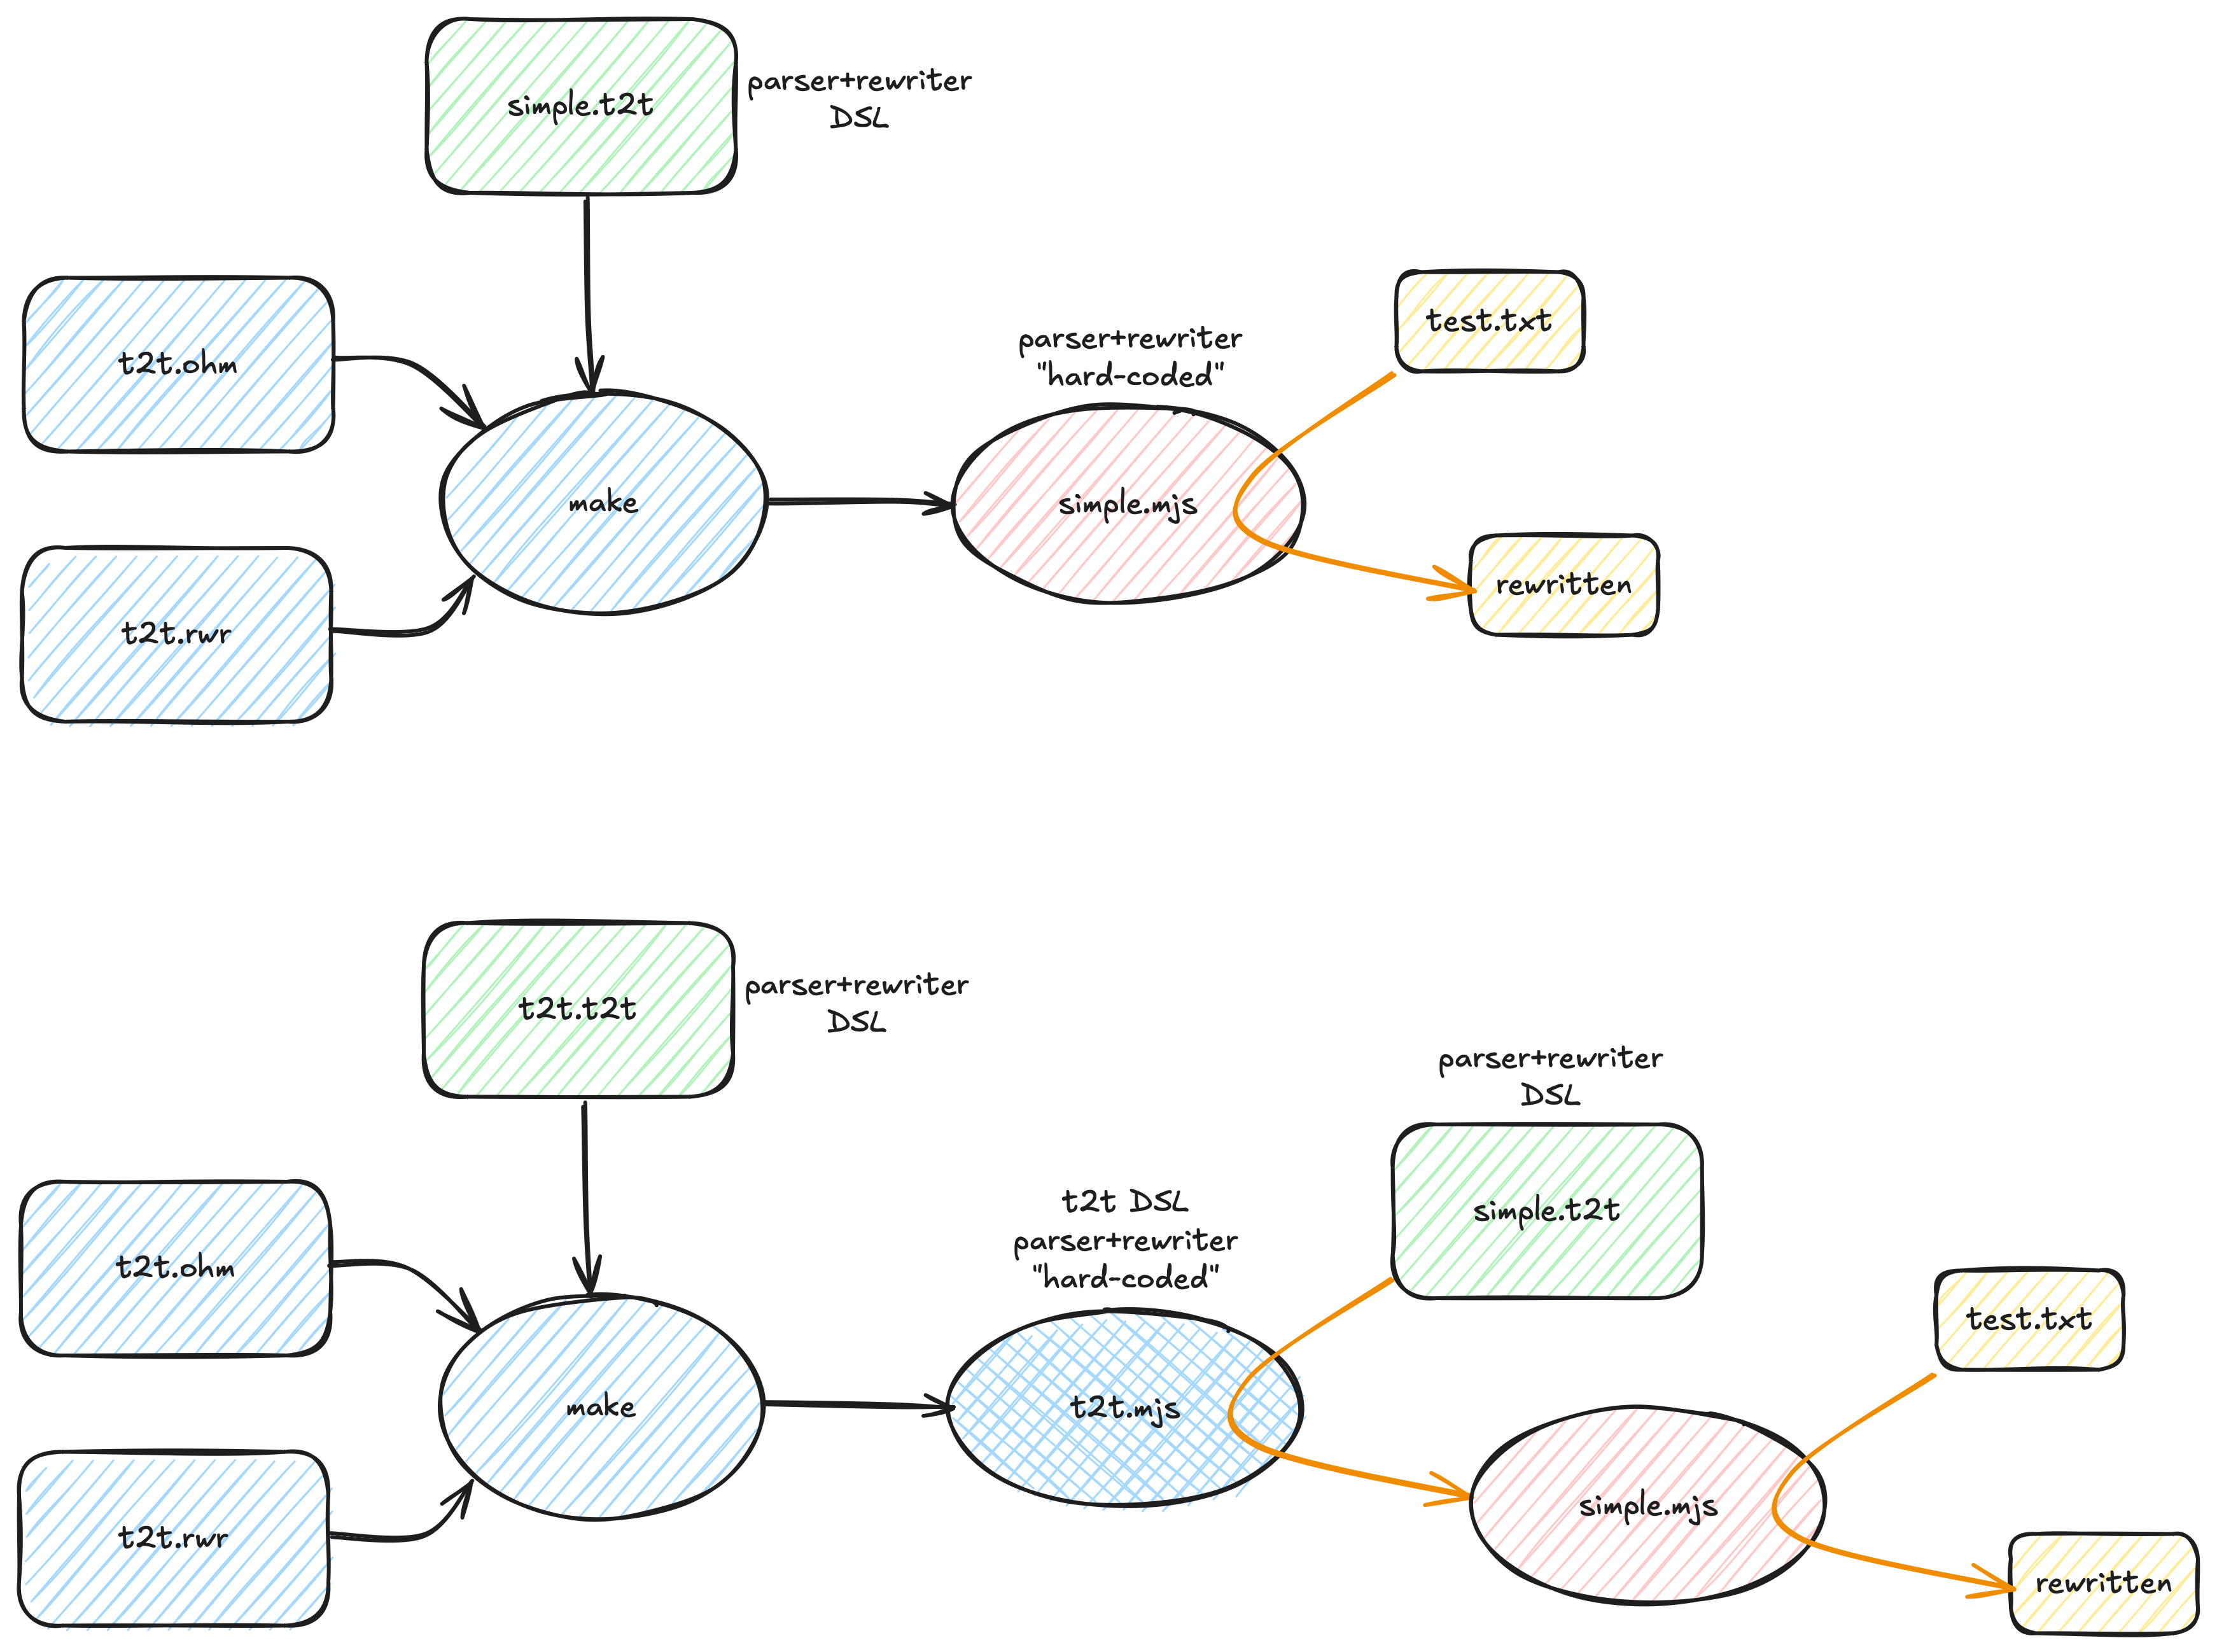 simple.t2t
parser+rewriter
DSL
t2t.ohm
test.txt
parser+rewriter
"hard-coded"
make
simple.mjs
t2t.rwr
rewritten
t2t.t2t
parser+rewriter
DSL
parser+rewriter
DSL
t2t DSL
parser+rewriter
"hard-coded"
simple.t2t
t2t.ohm
test.txt
make
t2t.mjs
simple.mjs
t2t.rwr
rewritten